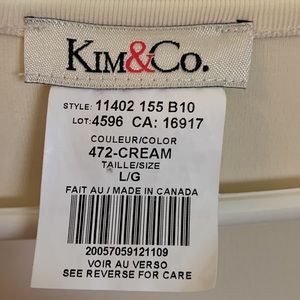 KIM&CO.
STYLE: 11402 155 B10
LOT:4596 CA: 16917
COULEUR/COLOR
472-CREAM
TAILLE/SIZE
L/G
FAIT AU / MADE IN CANADA
20057059121109
VOIR AU VERSO
SEE REVERSE FOR CARE